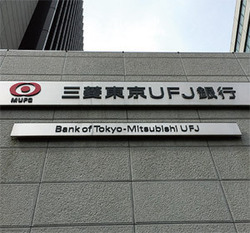 MUFG
三菱東京UFJ銀行
Bank of Tokyo-Mitsubishi UFJ